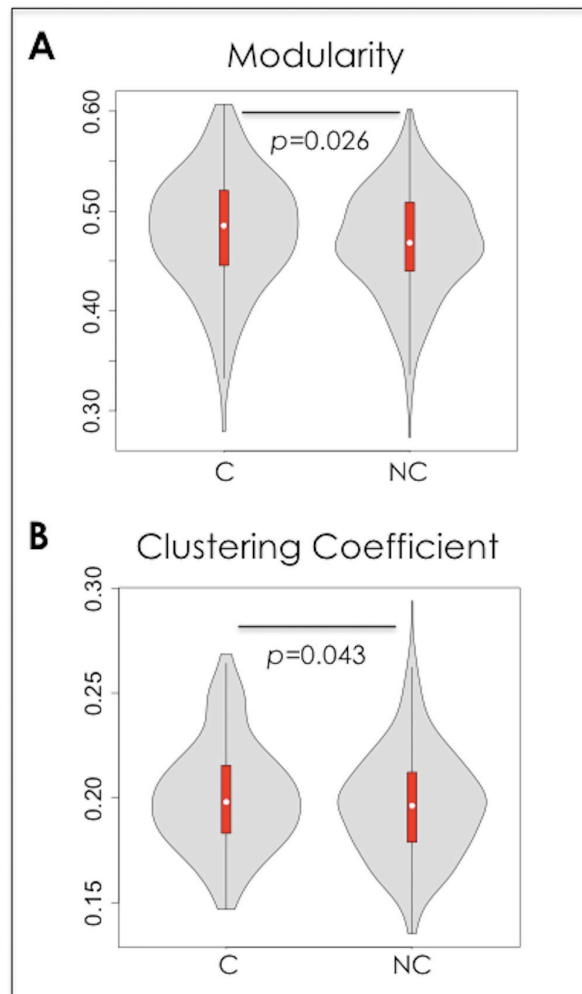 A
Modularity
0.60
p=0.026
0.50
0.40
0.30
C NC
B
Clustering Coefficient
0.30
p=0.043
0.25
0.20
0.15
C NC